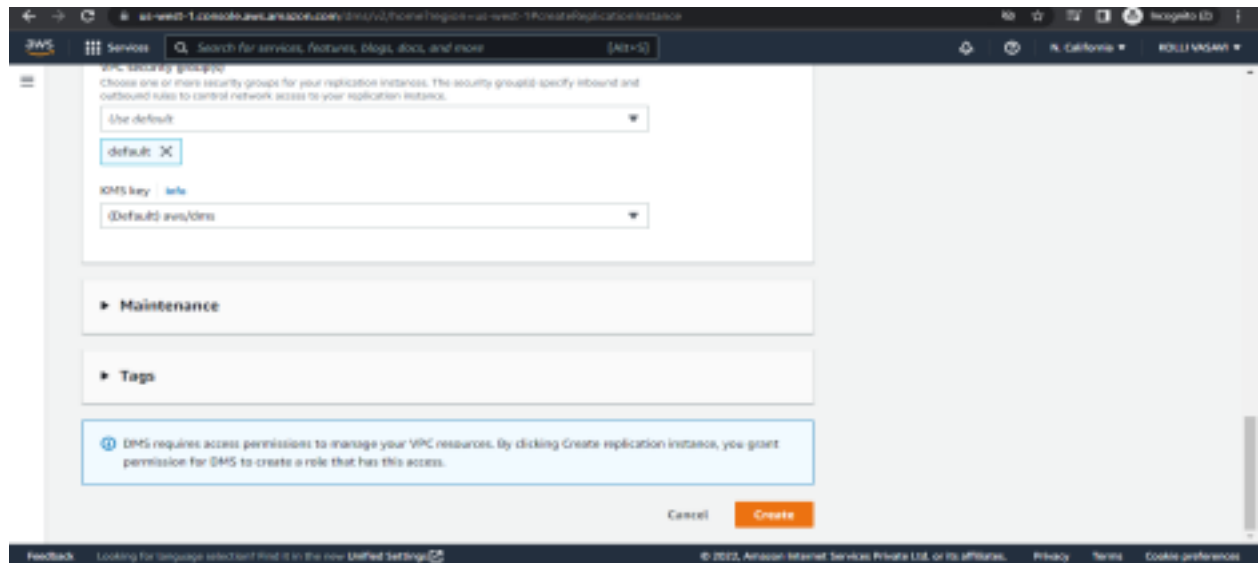 us-west-1.console.aws.amazon.com/dms/v2/home?region=us-west-1#createReplicationInstance
Incognito (2)
aws
Services
Search for services, features, blogs, docs, and more
[Alt+S]
N. California
ROLLI VASAVI
VPC security group(s)
Choose one or more security groups for your replication instances. The security group(s) specify inbound and
outbound rules to control network access to your replication instance.
Use default
default
KMS key Info
(Default) aws/dms
Maintenance
Tags
DMS requires access permissions to manage your VPC resources. By clicking Create replication instance, you grant
permission for DMS to create a role that has this access.
Cancel
Create
Feedback
Looking for language selection? Find it in the new Unified Settings
© 2022, Amazon Internet Services Private Ltd. or its affiliates.
Privacy
Terms
Cookie preferences